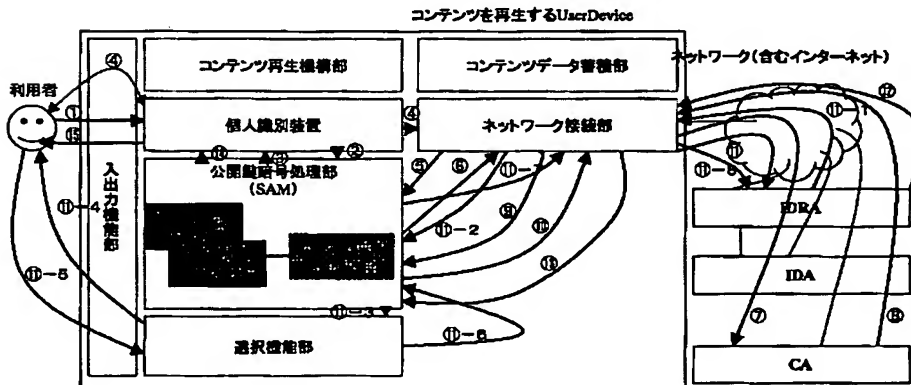 コンテンツを再生するUserDevice
コンテンツ再生機構部
コンテンツデータ蓄積部
ネットワーク(含むインターネット)
利用者
④
①
⑮
個人識別装置
④
ネットワーク接続部
⑫
⑪-1
⑪
⑪-8
入出力機能部
⑭
③
②
公開鍵暗号処理部
(SAM)
⑤
⑥
⑪-7
⑪-4
⑪-2
⑨
⑩
⑬
IDRA
⑪-5
IDA
⑪-3
⑪-6
⑦
⑧
選択機能部
CA